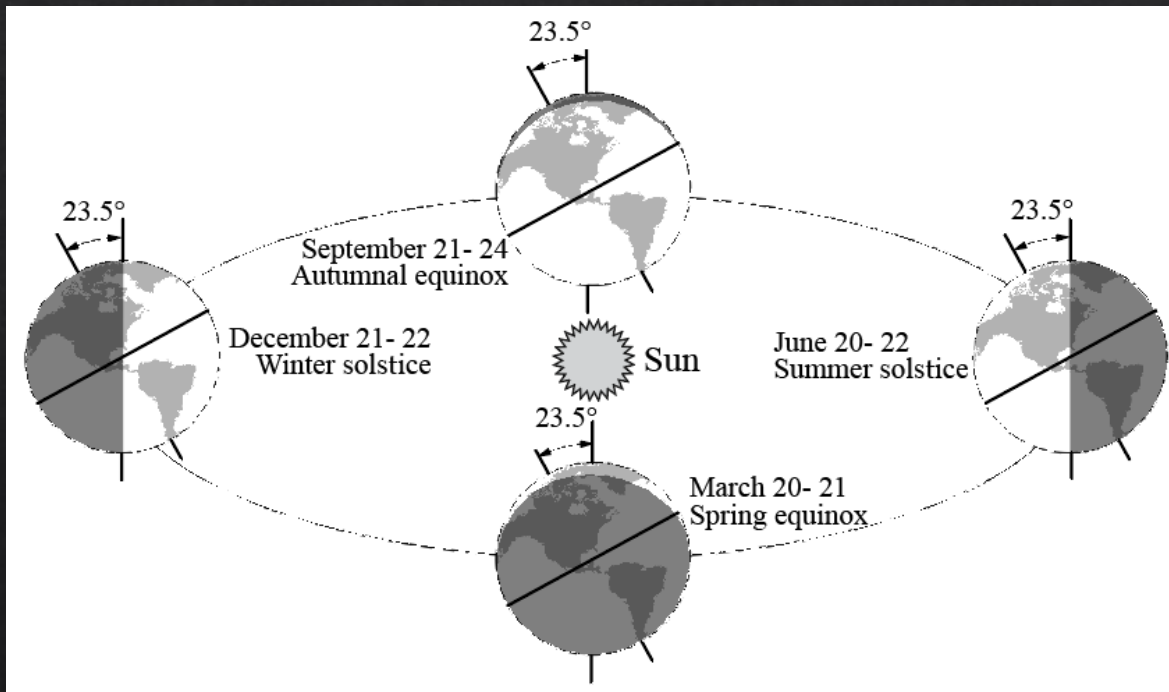 23.5°
23.5°
September 21- 24
Autumnal equinox
23.5°
December 21- 22
Winter solstice
Sun
June 20- 22
Summer solstice
23.5°
March 20- 21
Spring equinox